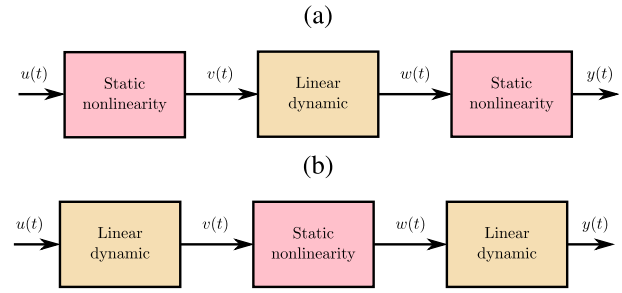 (a)
u(t) v(t) w(t) y(t)
Static Linear Static
nonlinearity dynamic nonlinearity
(b)
u(t) v(t) w(t) y(t)
Linear Static Linear
dynamic nonlinearity dynamic